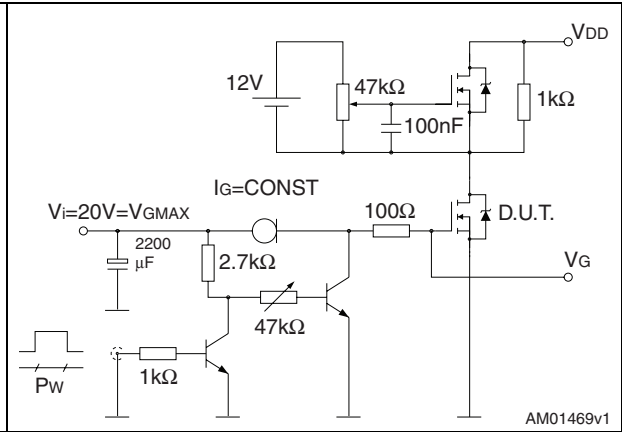 VDD
12V
47kΩ
1kΩ
100nF
IG=CONST
Vi=20V=VGMAX
100Ω
D.U.T.
2200
μF
2.7kΩ
VG
47kΩ
1kΩ
PW
AM01469v1